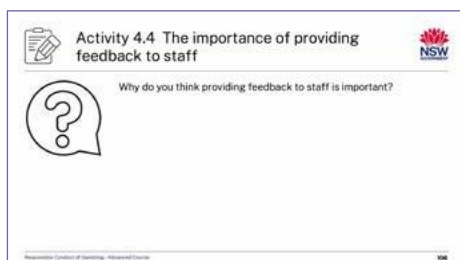 Activity 4.4 The importance of providing
feedback to staff
NSW
GOVERNMENT
Why do you think providing feedback to staff is important?
Responsible Conduct of Gambling - Advanced Course
106